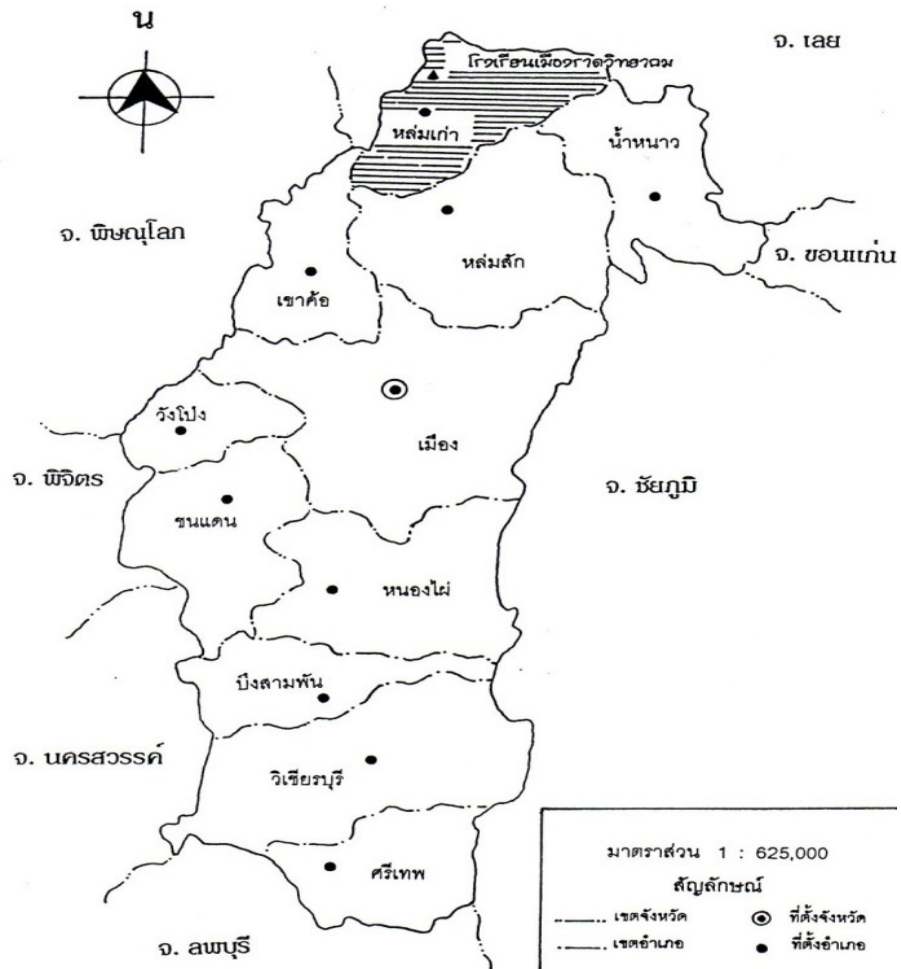 น
จ. เลย
โรงเรียนเมืองราดวิทยาคม
หล่มเก่า
น้ำหนาว
จ. พิษณุโลก
หล่มสัก
จ. ขอนแก่น
เขาค้อ
วังโป่ง
เมือง
จ. พิจิตร
จ. ชัยภูมิ
ชนแดน
หนองไผ่
บึงสามพัน
จ. นครสวรรค์
วิเชียรบุรี
ศรีเทพ
จ. ลพบุรี
มาตราส่วน 1 : 625,000
สัญลักษณ์
เขตจังหวัด ที่ตั้งจังหวัด
เขตอำเภอ ที่ตั้งอำเภอ